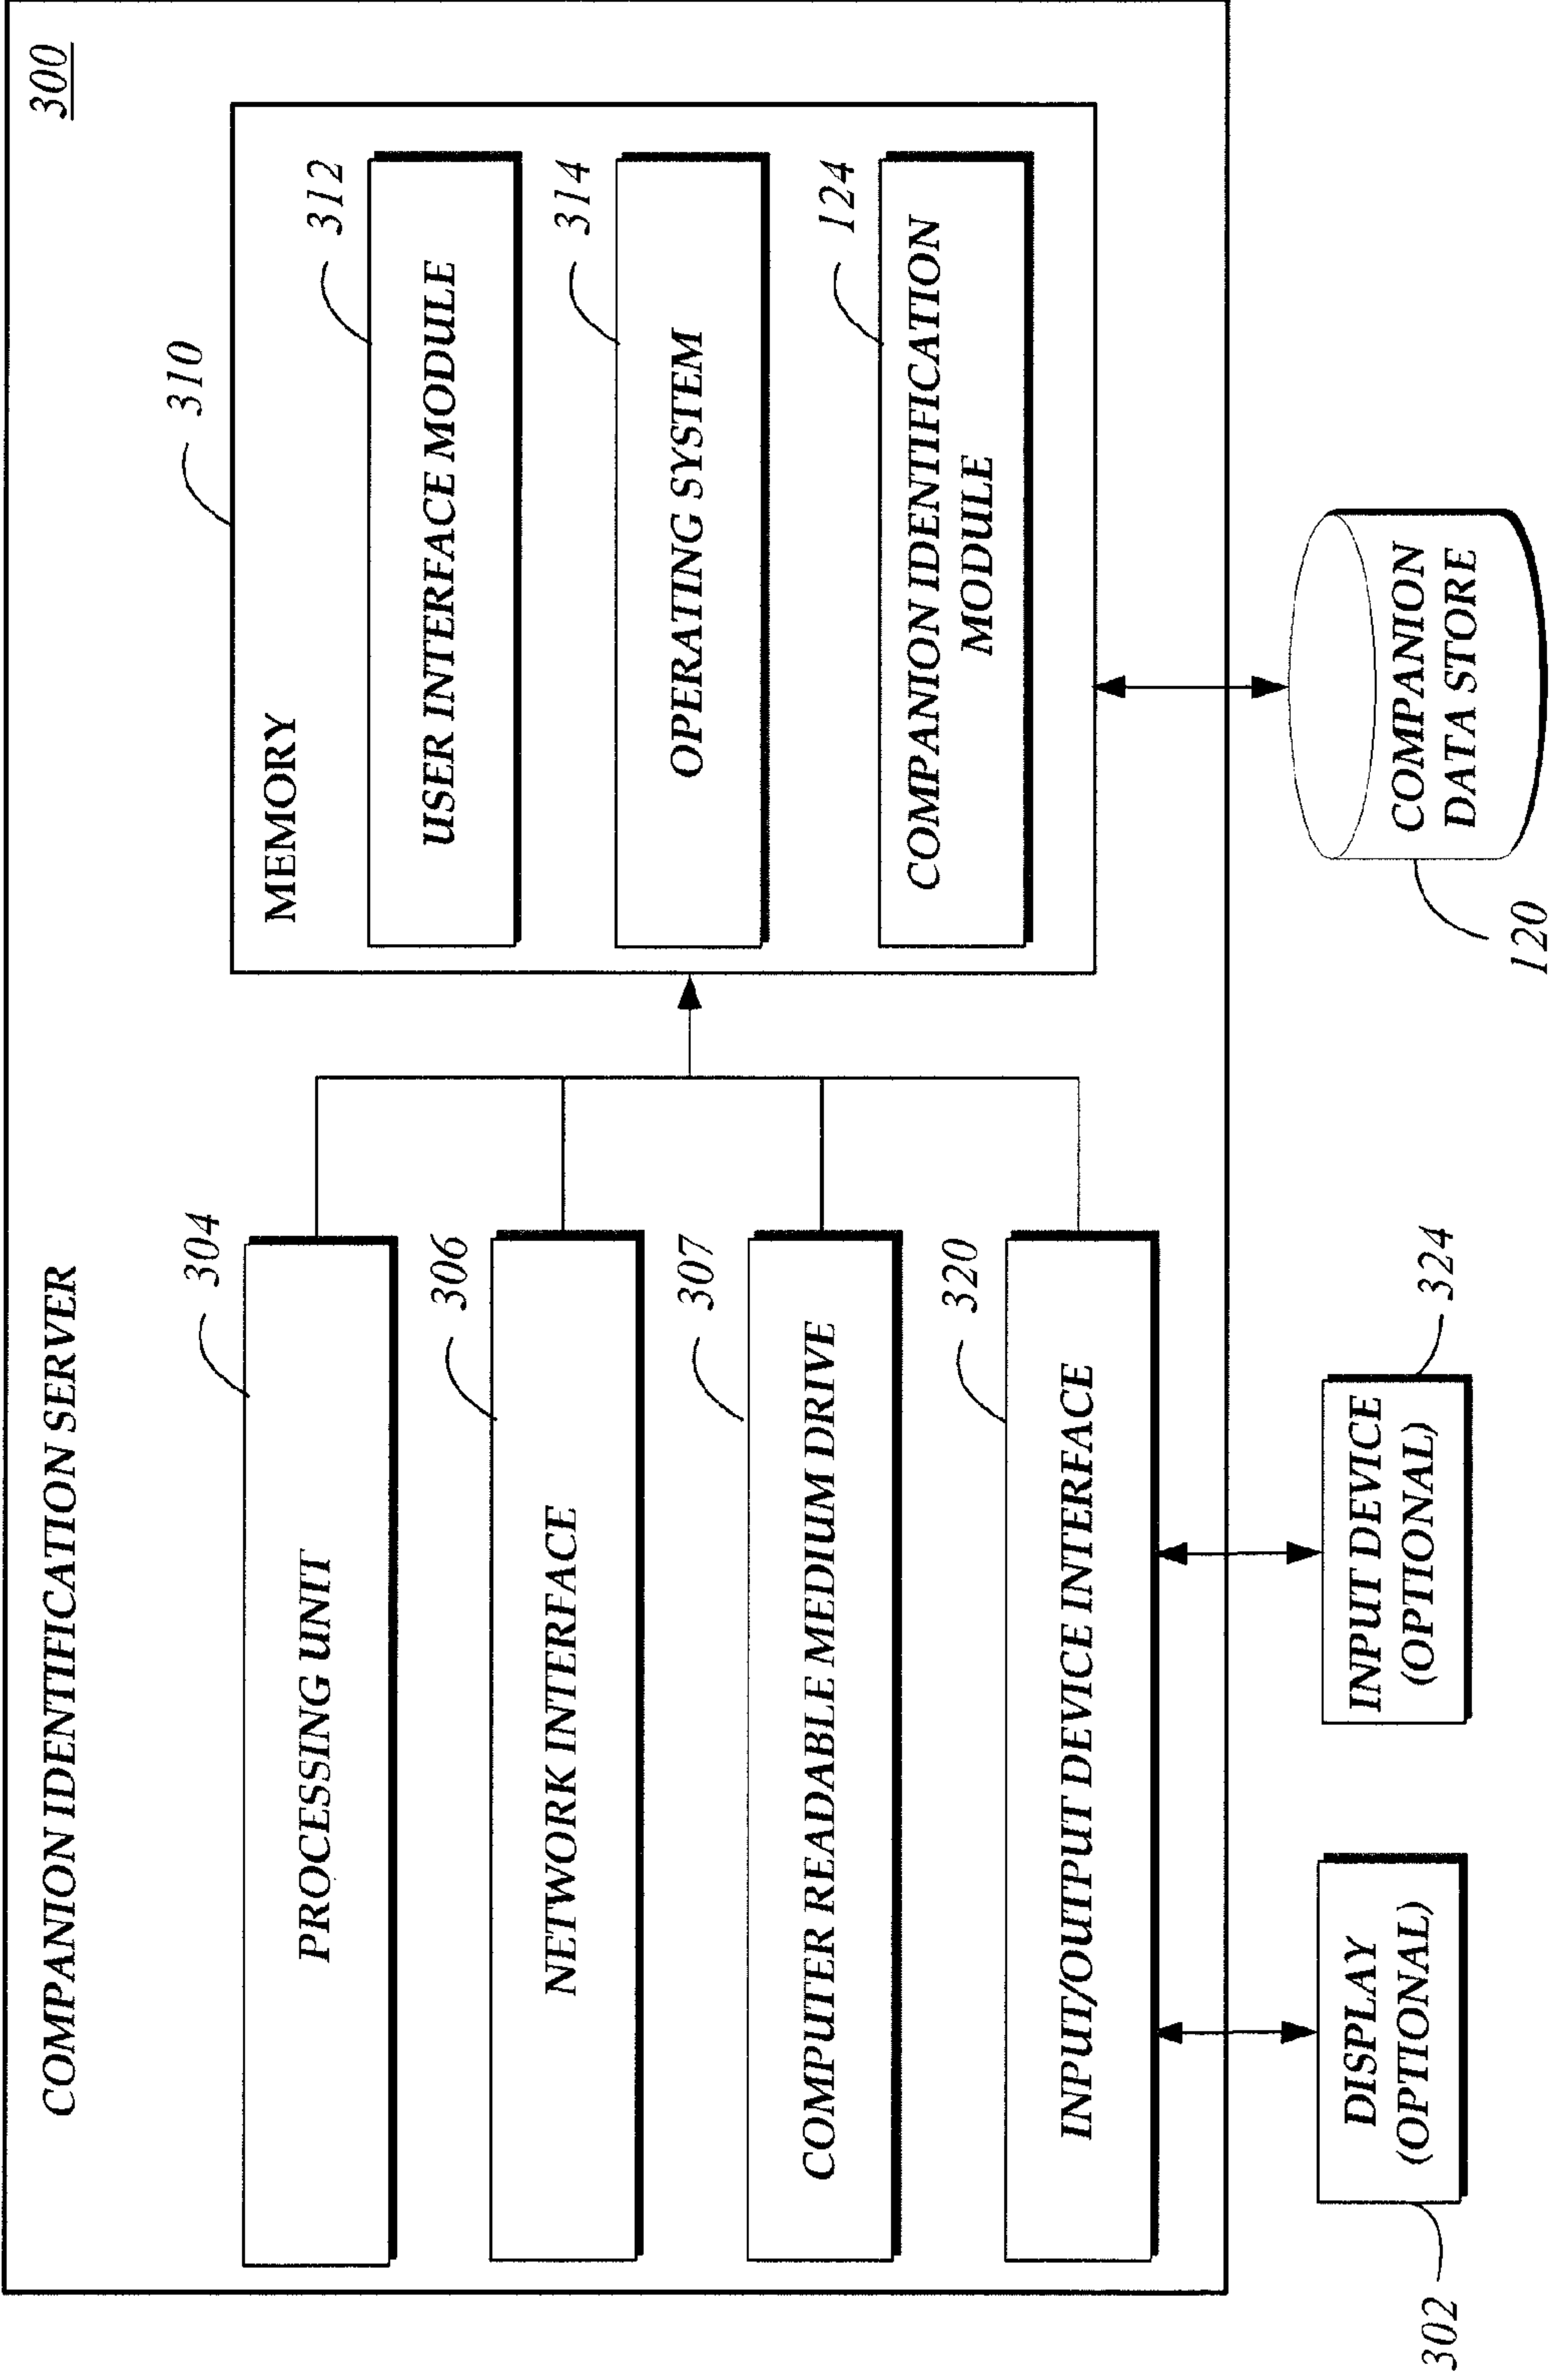 COMPANION IDENTIFICATION SERVER
300
304
PROCESSING UNIT
306
NETWORK INTERFACE
307
COMPUTER READABLE MEDIUM DRIVE
320
INPUT/OUTPUT DEVICE INTERFACE
310
MEMORY
312
USER INTERFACE MODULE
314
OPERATING SYSTEM
124
COMPANION IDENTIFICATION
MODULE
302
DISPLAY
(OPTIONAL)
324
INPUT DEVICE
(OPTIONAL)
120
COMPANION
DATA STORE